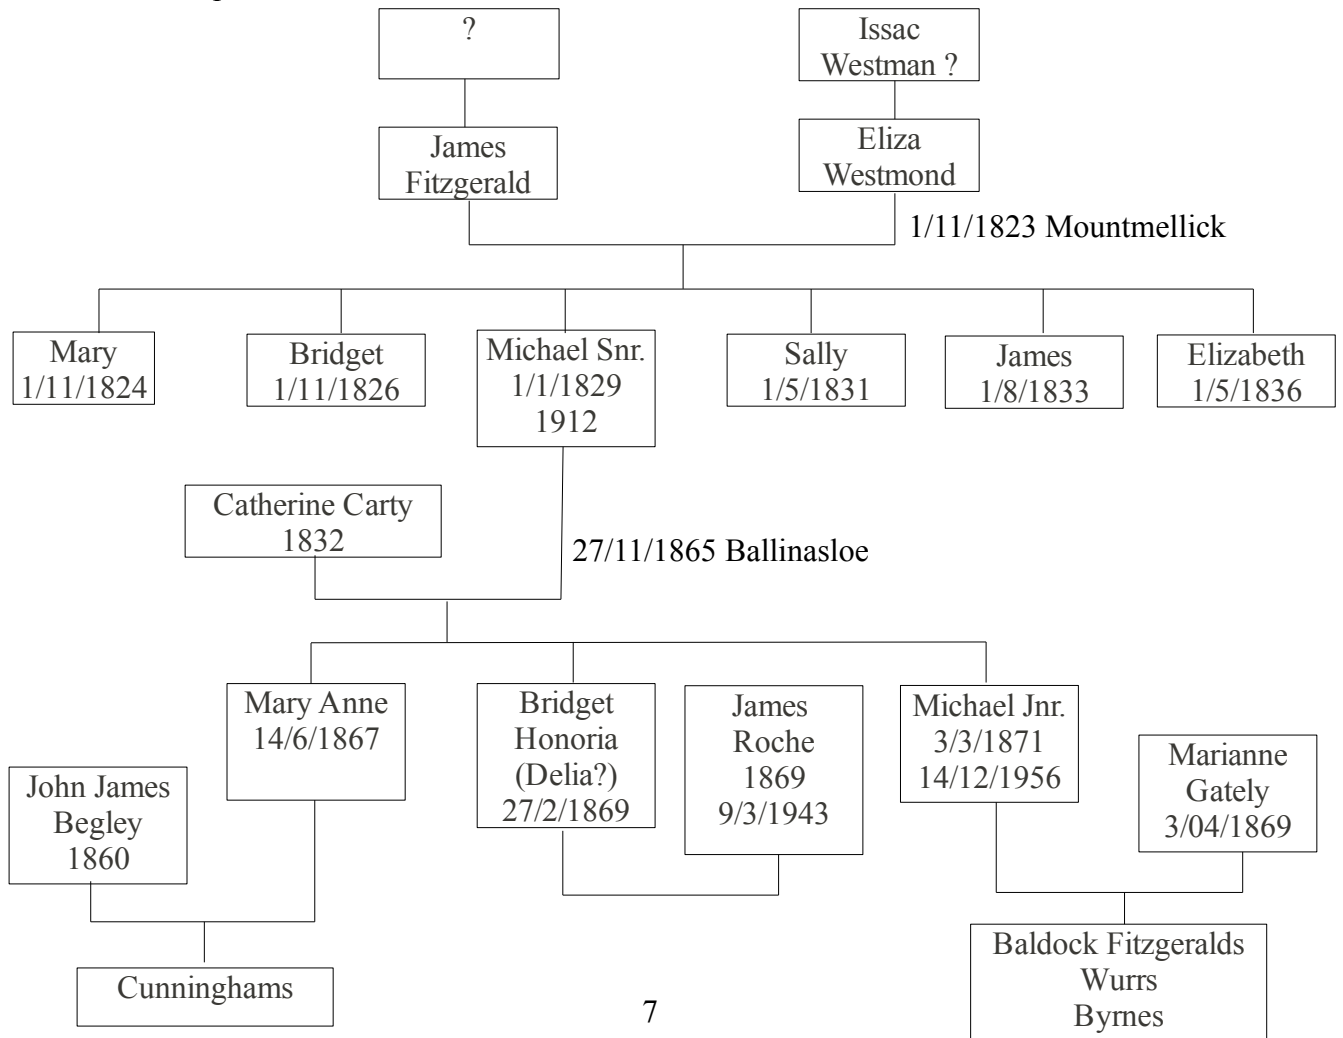 ?
Issac
Westman ?
James
Fitzgerald
Eliza
Westmond
1/11/1823 Mountmellick
Mary
1/11/1824
Bridget
1/11/1826
Michael Snr.
1/1/1829
1912
Sally
1/5/1831
James
1/8/1833
Elizabeth
1/5/1836
Catherine Carty
1832
27/11/1865 Ballinasloe
John James
Begley
1860
Mary Anne
14/6/1867
Bridget
Honoria
(Delia?)
27/2/1869
James
Roche
1869
9/3/1943
Michael Jnr.
3/3/1871
14/12/1956
Marianne
Gately
3/04/1869
Cunninghams
Baldock Fitzgeralds
Wurrs
Byrnes
7